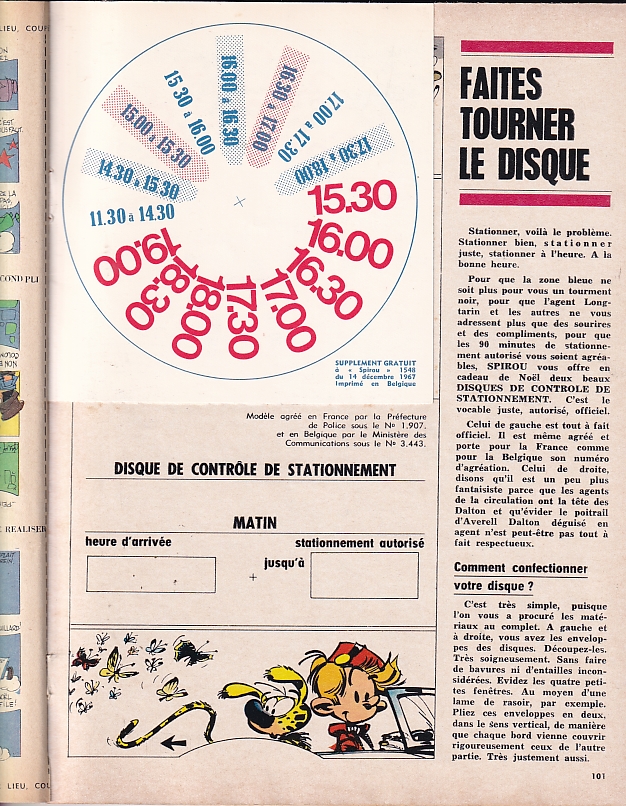 LIEU, COU
COND PLI
REALISER
LIEU, COU
11.30 à 14.30
14.30 à 15.30
15.00 à 15.30
15 30 à 16.00
16.00 à 16.30
16.30 à 17.00
17.00 à 17.30
17.30 à 18.00
15.30
16.00
16.30
17.00
17.30
18.00
18.30
19.00
SUPPLEMENT GRATUIT
à « Spirou » 1548
du 14 décembre 1967
Imprimé en Belgique
Modèle agréé en France par la Préfecture
de Police sous le No 1.907.
et en Belgique par le Ministère des
Communications sous le No 3.443.
DISQUE DE CONTRÔLE DE STATIONNEMENT
MATIN
heure d'arrivée stationnement autorisé
jusqu'à
FAITES
TOURNER
LE DISQUE
Stationner, voilà le problème.
Stationner bien, stationner
juste, stationner à l'heure. A la
bonne heure.
Pour que la zone bleue ne
soit plus pour vous un tourment
noir, pour que l'agent Long-
tarin et les autres ne vous
adressent plus que des sourires
et des compliments, pour que
les 90 minutes de stationne-
ment autorisé vous soient agréa-
bles, SPIROU vous offre en
cadeau de Noël deux beaux
DISQUES DE CONTROLE DE
STATIONNEMENT. C'est le
vocable juste, autorisé, officiel.
Celui de gauche est tout à fait
officiel. Il est même agréé et
porte pour la France comme
pour la Belgique son numéro
d'agréation. Celui de droite,
disons qu'il est un peu plus
fantaisiste parce que les agents
de la circulation ont la tête des
Dalton et qu'évider le poitrail
d'Averell Dalton déguisé en
agent n'est peut-être pas tout à
fait respectueux.
Comment confectionner
votre disque ?
C'est très simple, puisque
l'on vous a procuré les maté-
riaux au complet. A gauche et
à droite, vous avez les envelop-
pes des disques. Découpez-les.
Très soigneusement. Sans faire
de bavures ni d'entailles incon-
sidérées. Evidez les quatre peti-
tes fenêtres. Au moyen d'une
lame de rasoir, par exemple.
Pliez ces enveloppes en deux,
dans le sens vertical, de manière
que chaque bord vienne couvrir
rigoureusement ceux de l'autre
partie. Très justement aussi.
101